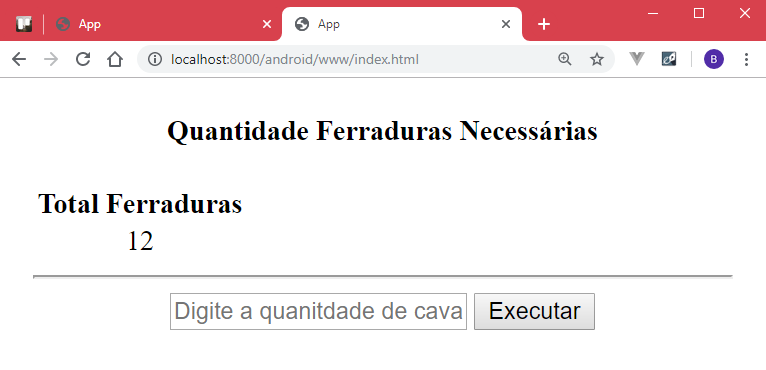 App
App
localhost:8000/android/www/index.html
B
Quantidade Ferraduras Necessárias
Total Ferraduras
12
Digite a quanitdade de cava
Executar